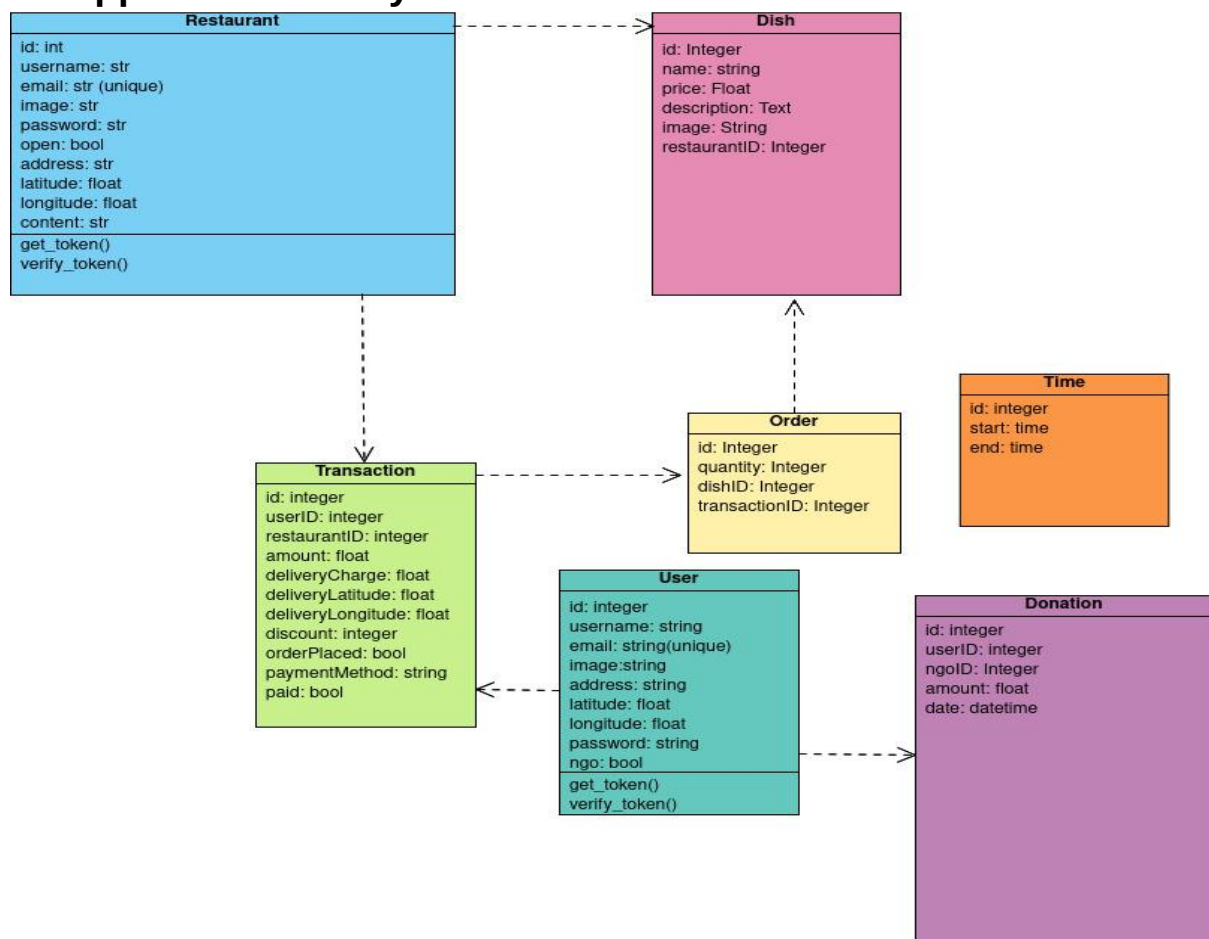 Restaurant
id: int
username: str
email: str (unique)
image: str
password: str
open: bool
address: str
latitude: float
longitude: float
content: str
get_token()
verify_token()
Dish
id: Integer
name: string
price: Float
description: Text
image: String
restaurantID: Integer
Time
id: integer
start: time
end: time
Order
id: Integer
quantity: Integer
dishID: Integer
transactionID: Integer
Transaction
id: integer
userID: integer
restaurantID: integer
amount: float
deliveryCharge: float
deliveryLatitude: float
deliveryLongitude: float
discount: integer
orderPlaced: bool
paymentMethod: string
paid: bool
User
id: integer
username: string
email: string(unique)
image:string
address: string
latitude: float
longitude: float
password: string
ngo: bool
get_token()
verify_token()
Donation
id: integer
userID: integer
ngoID: Integer
amount: float
date: datetime